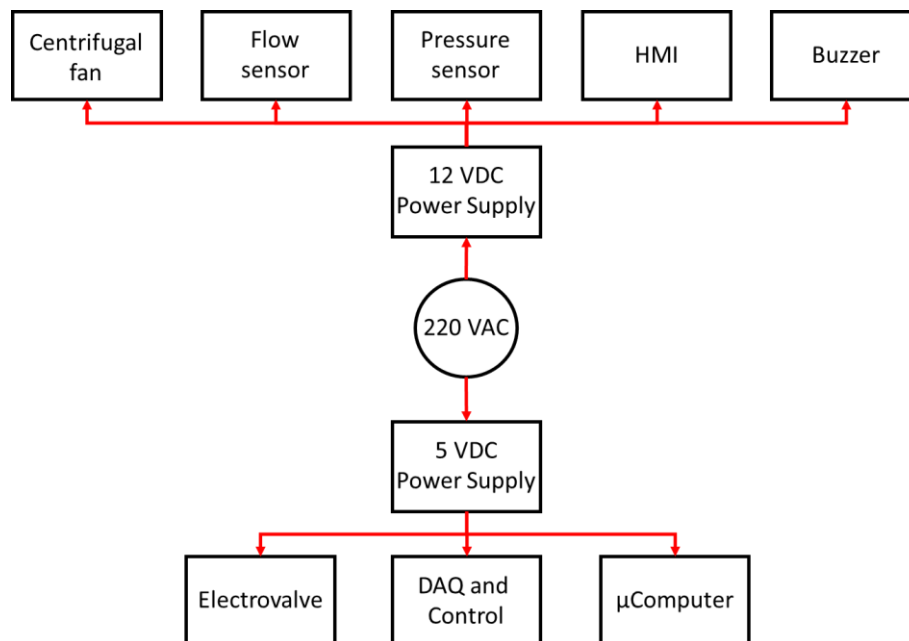 Centrifugal
fan
Flow
sensor
Pressure
sensor
HMI
Buzzer
12 VDC
Power Supply
220 VAC
5 VDC
Power Supply
Electrovalve
DAQ and
Control
µComputer